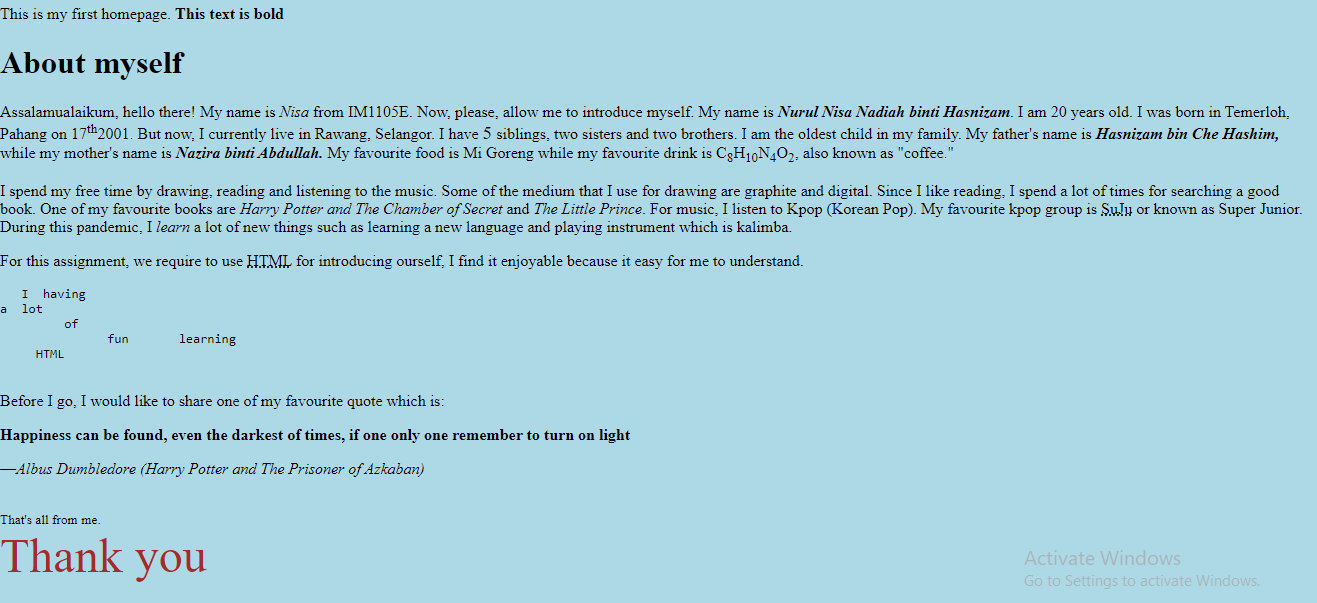 This is my first homepage. This text is bold
About myself
Assalamualaikum, hello there! My name is Nisa from IM1105E. Now, please, allow me to introduce myself. My name is Nurul Nisa Nadiah binti Hasnizam. I am 20 years old. I was born in Temerloh,
Pahang on 17th2001. But now, I currently live in Rawang, Selangor. I have 5 siblings, two sisters and two brothers. I am the oldest child in my family. My father's name is Hasnizam bin Che Hashim,
while my mother's name is Nazira binti Abdullah. My favourite food is Mi Goreng while my favourite drink is C8H10N4O2, also known as "coffee."
I spend my free time by drawing, reading and listening to the music. Some of the medium that I use for drawing are graphite and digital. Since I like reading, I spend a lot of times for searching a good
book. One of my favourite books are Harry Potter and The Chamber of Secret and The Little Prince. For music, I listen to Kpop (Korean Pop). My favourite kpop group is SuJu or known as Super Junior.
During this pandemic, I learn a lot of new things such as learning a new language and playing instrument which is kalimba.
For this assignment, we require to use HTML for introducing ourself, I find it enjoyable because it easy for me to understand.
I having
a lot
of
fun learning
HTML
Before I go, I would like to share one of my favourite quote which is:
Happiness can be found, even the darkest of times, if one only one remember to turn on light
—Albus Dumbledore (Harry Potter and The Prisoner of Azkaban)
That's all from me.
Thank you
Activate Windows
Go to Settings to activate Windows.